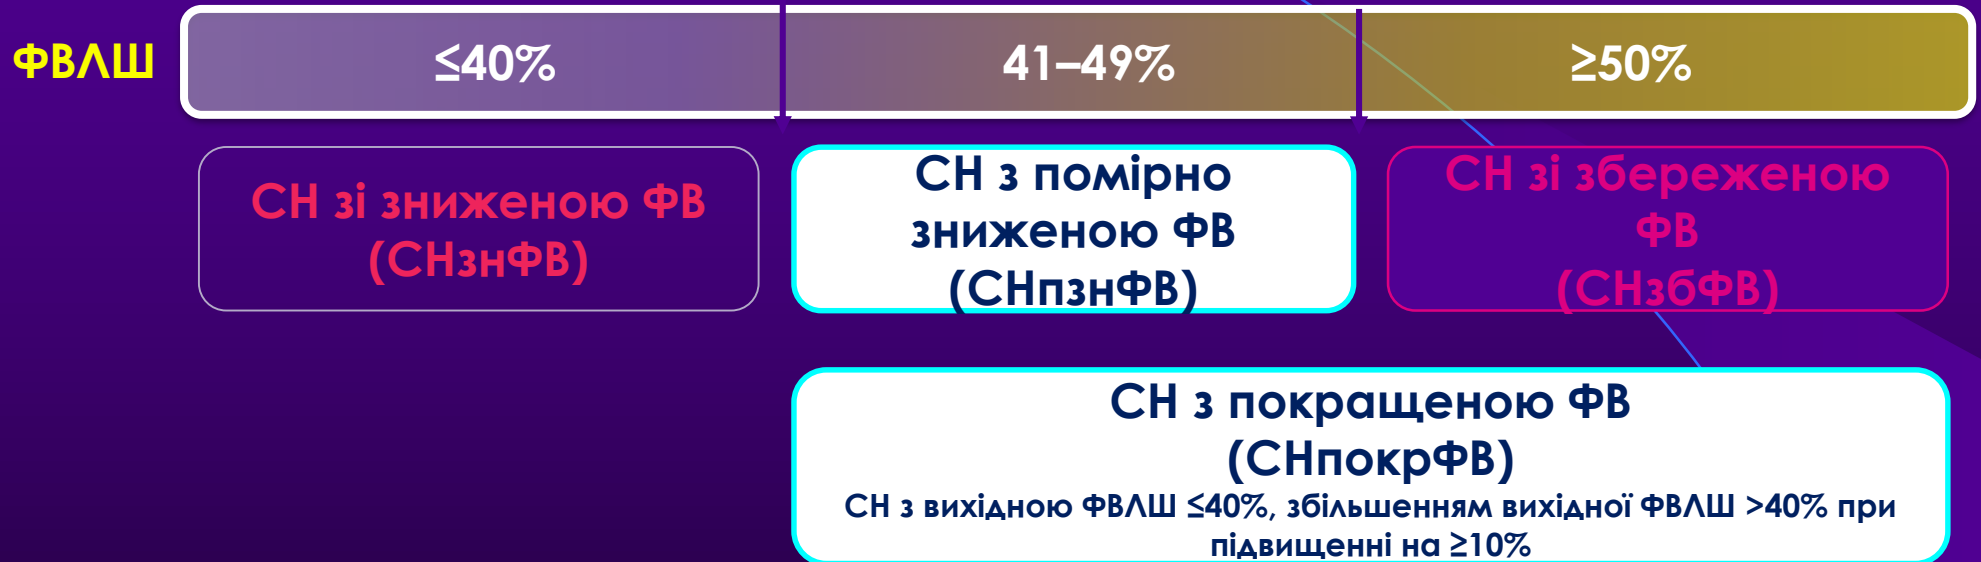 ФВЛШ ≤40% 41–49% ≥50%
СН зі зниженою ФВ
(СНзнФВ)
СН з помірно
зниженою ФВ
(СНпзнФВ)
СН зі збереженою
ФВ
(СНзбФВ)
СН з покращеною ФВ
(СНпокрФВ)
СН з вихідною ФВЛШ ≤40%, збільшенням вихідної ФВЛШ >40% при
підвищенні на ≥10%